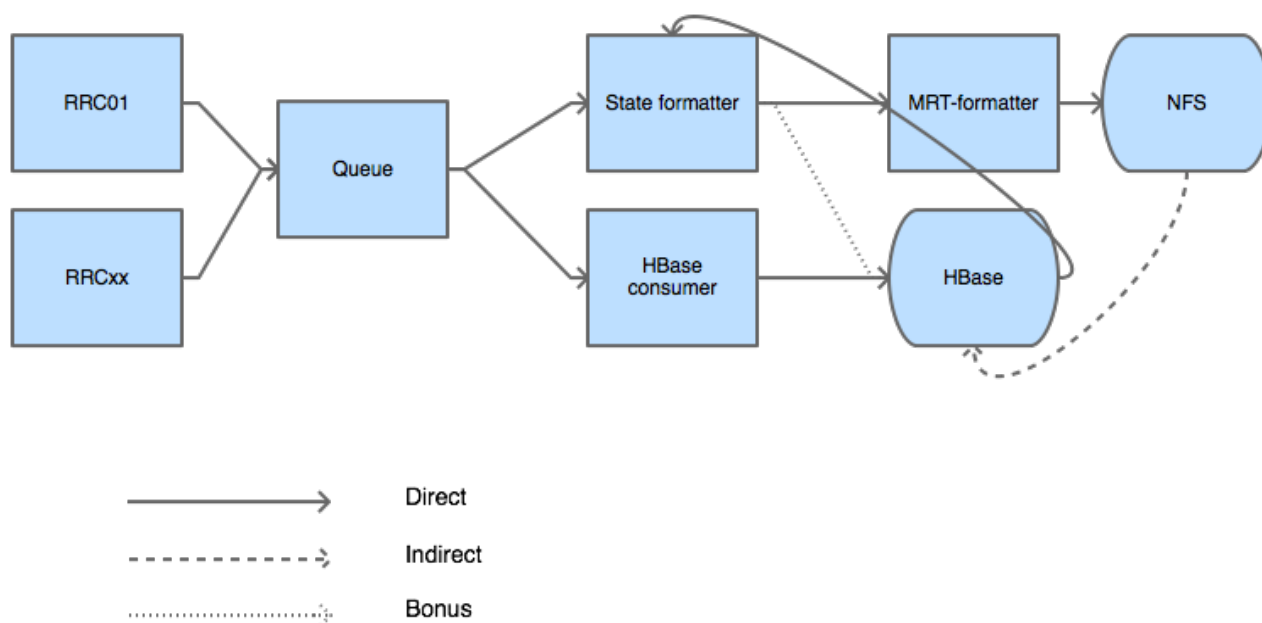 RRC01
State formatter
MRT-formatter
NFS
Queue
RRCxx
HBase
consumer
HBase
Direct
Indirect
Bonus